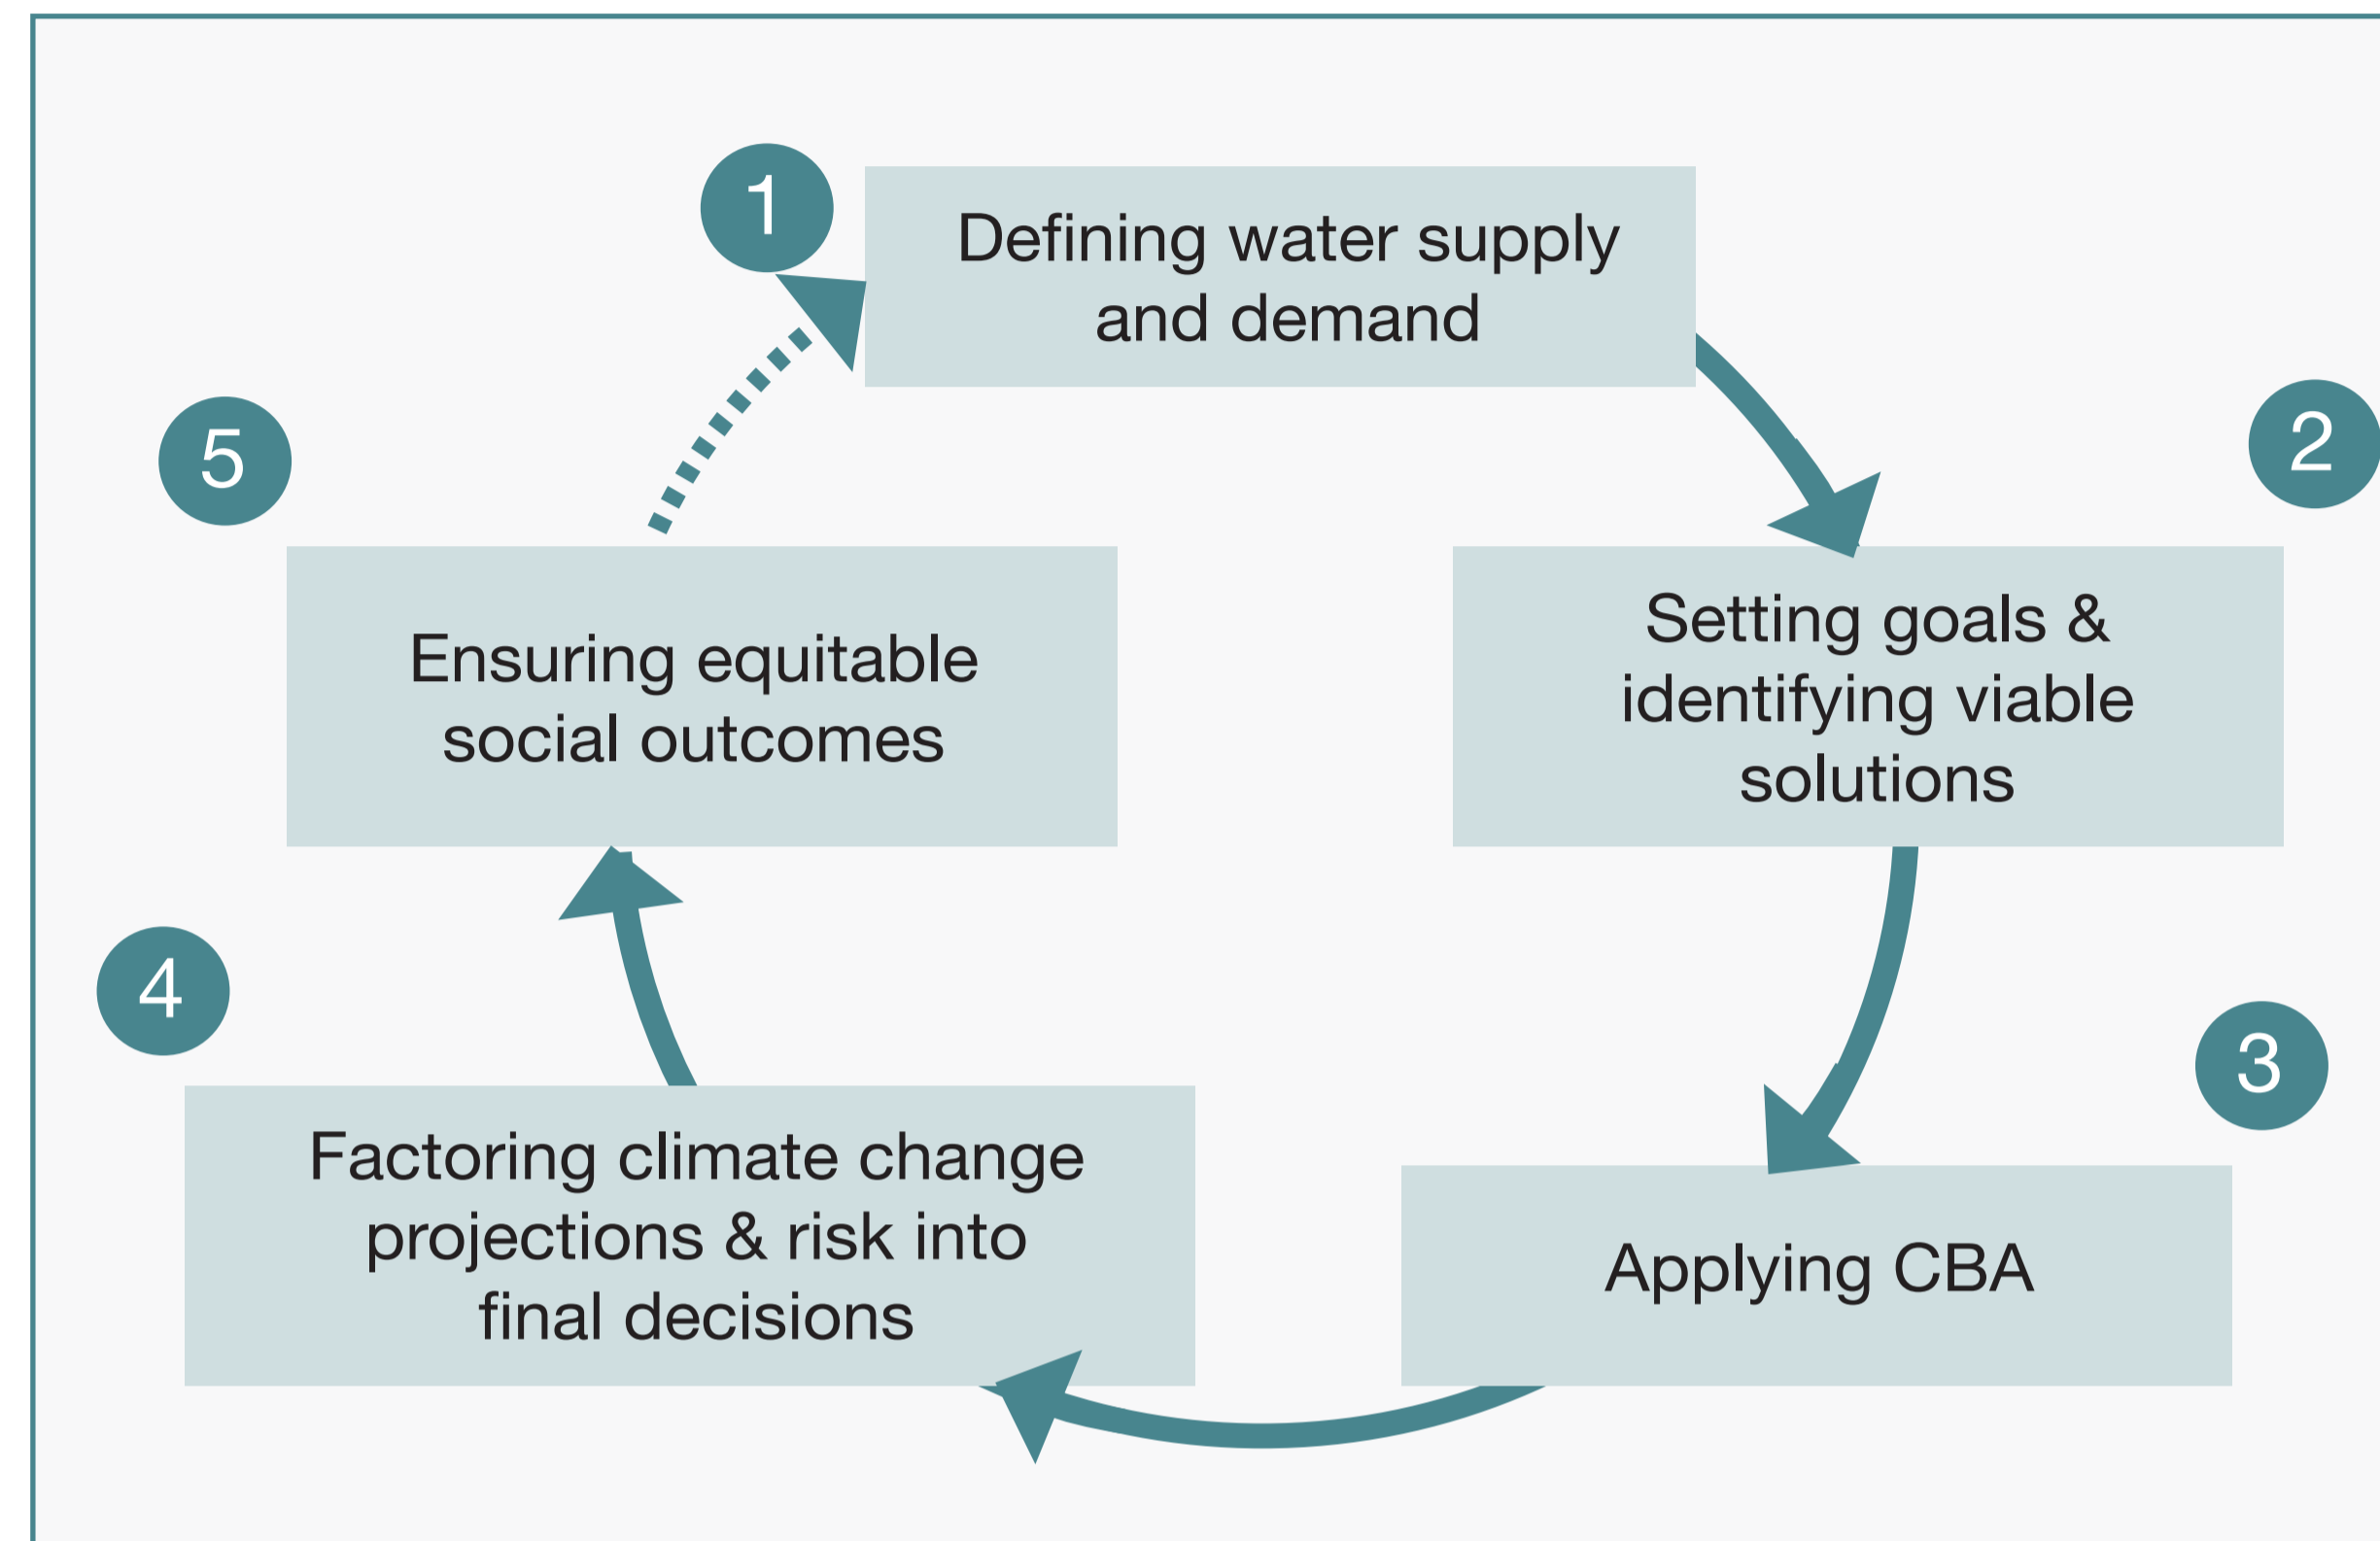 1
Defining water supply
and demand
2
Setting goals &
identifying viable
solutions
3
Applying CBA
4
Factoring climate change
projections & risk into
final decisions
5
Ensuring equitable
social outcomes